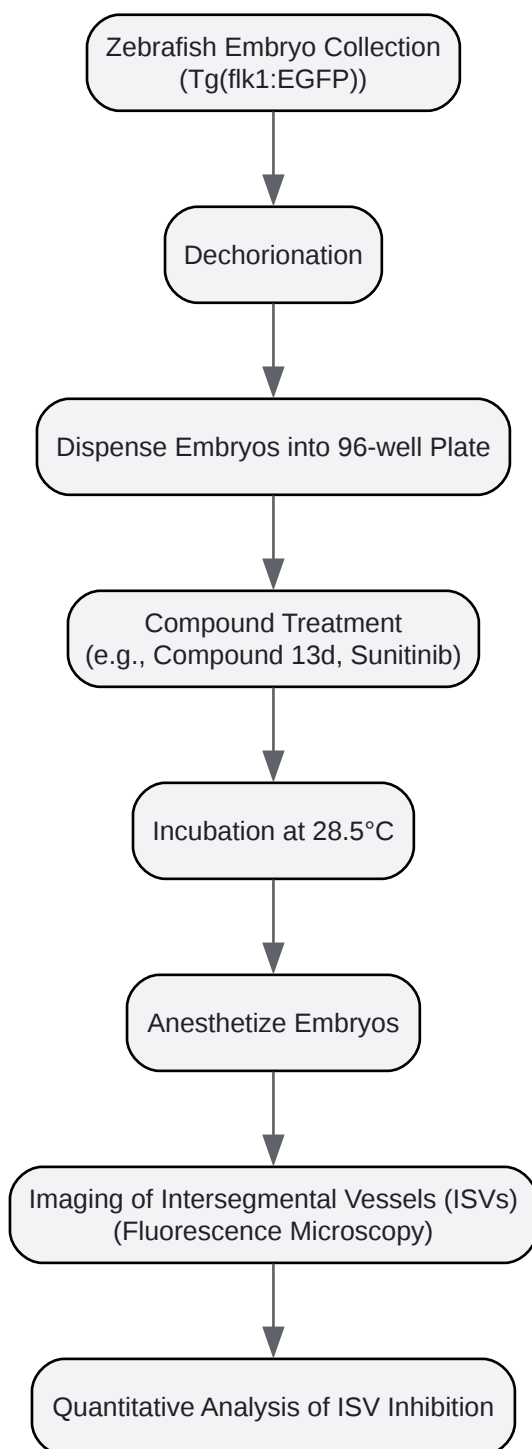 Zebrafish Embryo Collection
(Tg(flk1:EGFP))
Dechorionation
Dispense Embryos into 96-well Plate
Compound Treatment
(e.g., Compound 13d, Sunitinib)
Incubation at 28.5°C
Anesthetize Embryos
Imaging of Intersegmental Vessels (ISVs)
(Fluorescence Microscopy)
Quantitative Analysis of ISV Inhibition